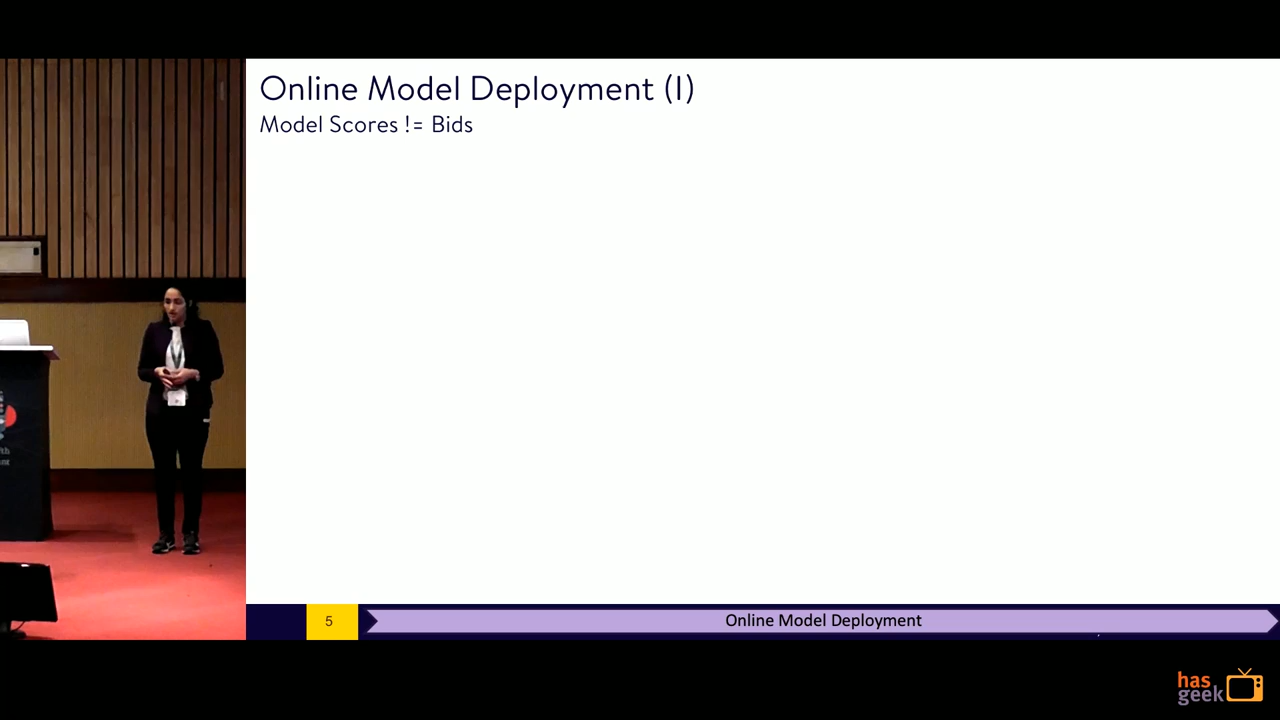 Online Model Deployment (I)
Model Scores != Bids
5
Online Model Deployment
has
geek